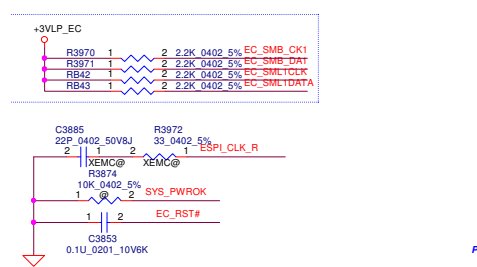 +3VLP_EC
R3970 1 2 2.2K_0402_5% EC_SMB_CK1
R3971 1 2 2.2K_0402_5% EC_SMB_DAT
RB42 1 2 2.2K_0402_5% EC_SML1CLK
RB43 1 2 2.2K_0402_5% EC_SML1DATA
C3885 R3972
22P_0402_50V8J 33_0402_5%
2 1 2 1 ESPI_CLK_R
XEMC@ XEMC@
R3874
10K_0402_5%
1 @ 2 SYS_PWROK
1 2 EC_RST#
C3853
0.1U_0201_10V6K
P